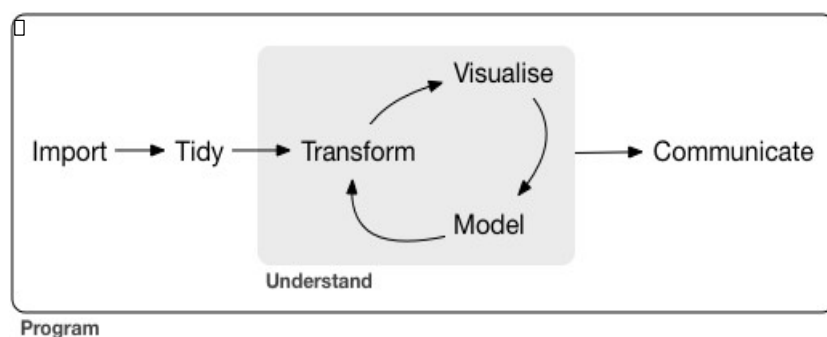 Visualise
Import Tidy Transform Communicate
Model
Understand
Program